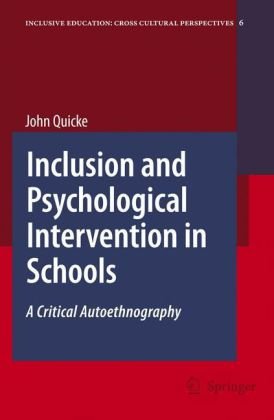 INCLUSIVE EDUCATION: CROSS CULTURAL PERSPECTIVES 6
John Quicke
Inclusion and
Psychological
Intervention in
Schools
A Critical Autoethnography
Springer